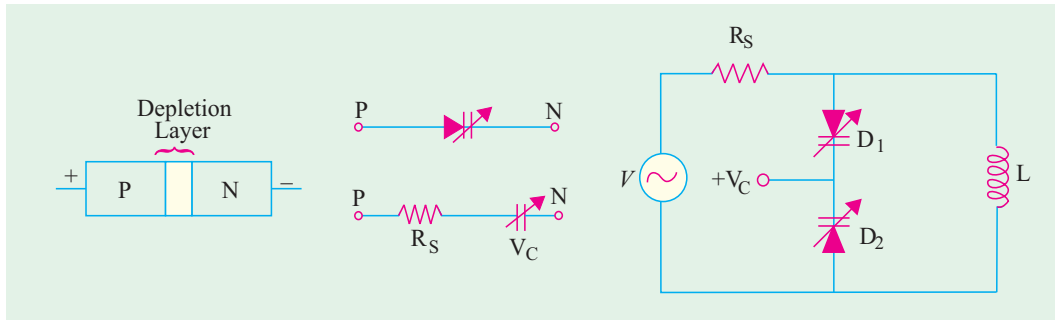 Depletion
Layer
+
P
N
–
P
N
P
N
R_S
V_C
R_S
V
+V_C
D_1
D_2
L